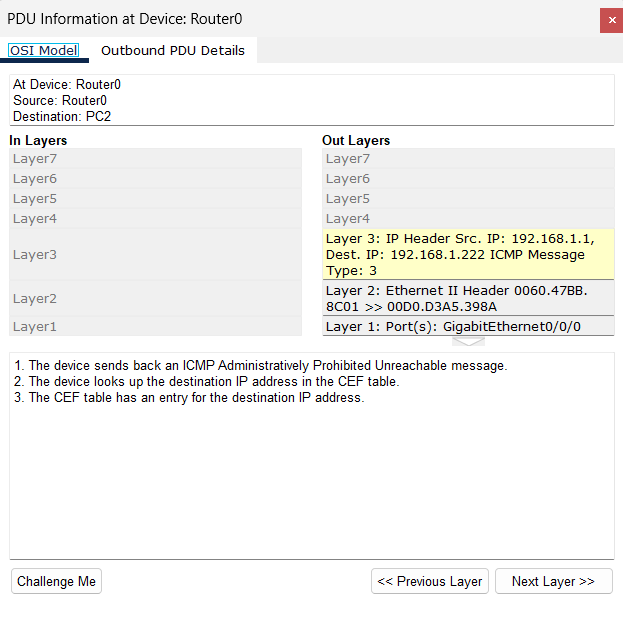 PDU Information at Device: Router0
OSI Model Outbound PDU Details
At Device: Router0
Source: Router0
Destination: PC2
In Layers
Layer7
Layer6
Layer5
Layer4
Layer3
Layer2
Layer1
Out Layers
Layer7
Layer6
Layer5
Layer4
Layer 3: IP Header Src. IP: 192.168.1.1,
Dest. IP: 192.168.1.222 ICMP Message
Type: 3
Layer 2: Ethernet II Header 0060.47BB.
8C01 >> 00D0.D3A5.398A
Layer 1: Port(s): GigabitEthernet0/0/0
1. The device sends back an ICMP Administratively Prohibited Unreachable message.
2. The device looks up the destination IP address in the CEF table.
3. The CEF table has an entry for the destination IP address.
Challenge Me
<< Previous Layer
Next Layer >>